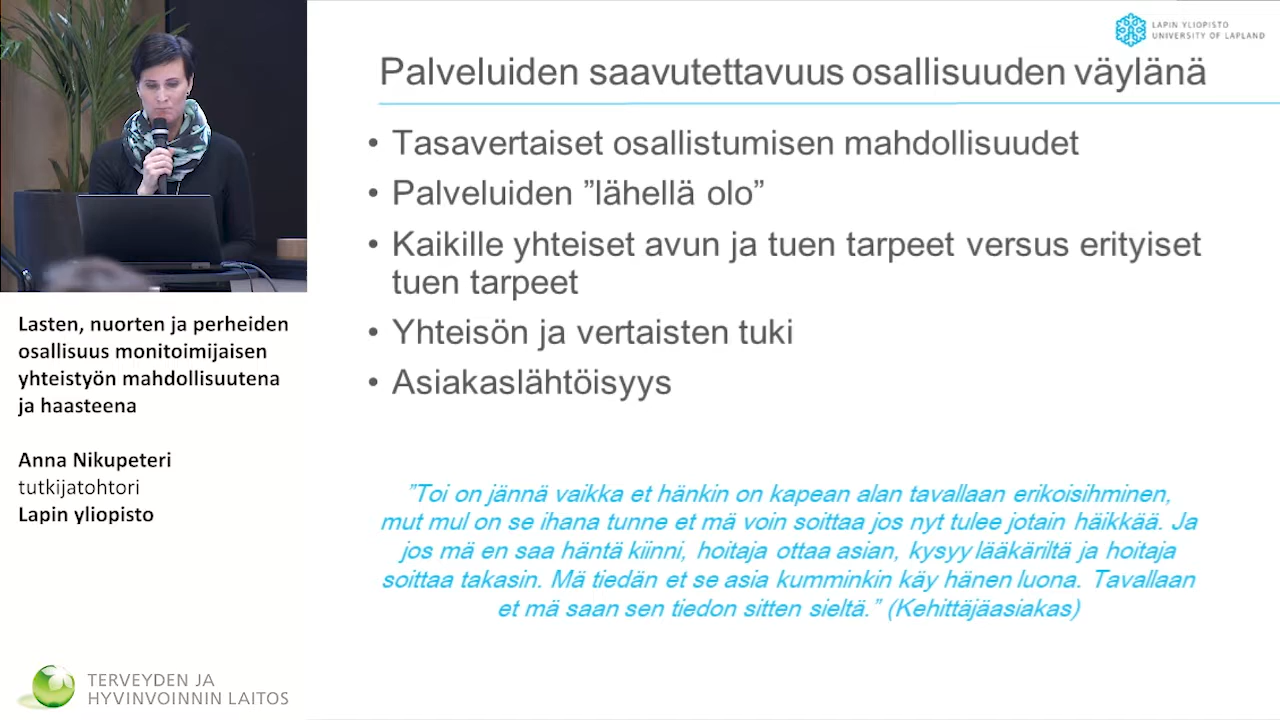 LAPIN YLIOPISTO
UNIVERSITY OF LAPLAND
Palveluiden saavutettavuus osallisuuden väylänä
• Tasavertaiset osallistumisen mahdollisuudet
• Palveluiden ”lähellä olo”
• Kaikille yhteiset avun ja tuen tarpeet versus erityiset
tuen tarpeet
• Yhteisön ja vertaisten tuki
• Asiakaslähtöisyys
”Toi on jännä vaikka et hänkin on kapean alan tavallaan erikoisihminen,
mut mul on se ihana tunne et mä voin soittaa jos nyt tulee jotain häikkää. Ja
jos mä en saa häntä kiinni, hoitaja ottaa asian, kysyy lääkäriltä ja hoitaja
soittaa takasin. Mä tiedän et se asia kumminkin käy hänen luona. Tavallaan
et mä saan sen tiedon sitten sieltä.” (Kehittäjäasiakas)
Lasten, nuorten ja perheiden
osallisuus monitoimijaisen
yhteistyön mahdollisuutena
ja haasteena
Anna Nikupeteri
tutkijatohtori
Lapin yliopisto
TERVEYDEN JA
HYVINVOINNIN LAITOS